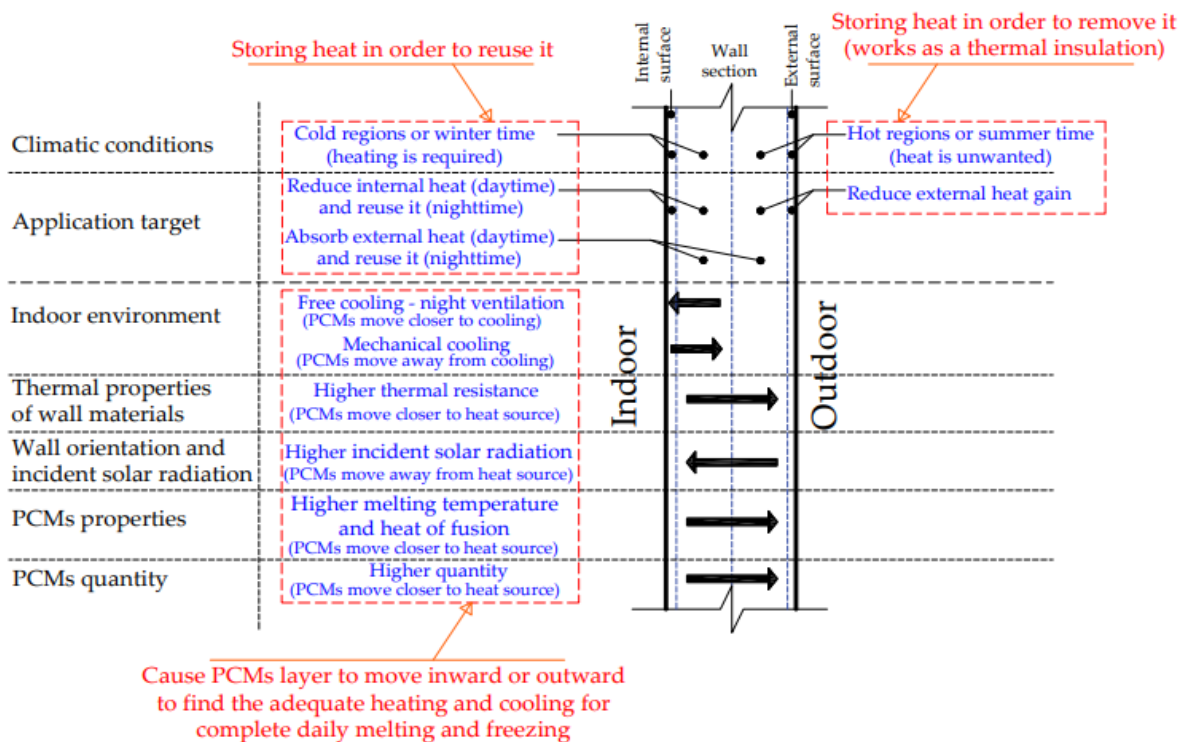 Storing heat in order to reuse it
Internal
surface
Wall
section
External
surface
Storing heat in order to remove it
(works as a thermal insulation)
Climatic conditions
Cold regions or winter time
(heating is required)
Hot regions or summer time
(heat is unwanted)
Application target
Reduce internal heat (daytime)
and reuse it (nighttime)
Reduce external heat gain
Absorb external heat (daytime)
and reuse it (nighttime)
Indoor environment
Free cooling - night ventilation
(PCMs move closer to cooling)
Mechanical cooling
(PCMs move away from cooling)
Indoor
Outdoor
Thermal properties
of wall materials
Higher thermal resistance
(PCMs move closer to heat source)
Wall orientation and
incident solar radiation
Higher incident solar radiation
(PCMs move away from heat source)
PCMs properties
Higher melting temperature
and heat of fusion
(PCMs move closer to heat source)
PCMs quantity
Higher quantity
(PCMs move closer to heat source)
Cause PCMs layer to move inward or outward
to find the adequate heating and cooling for
complete daily melting and freezing